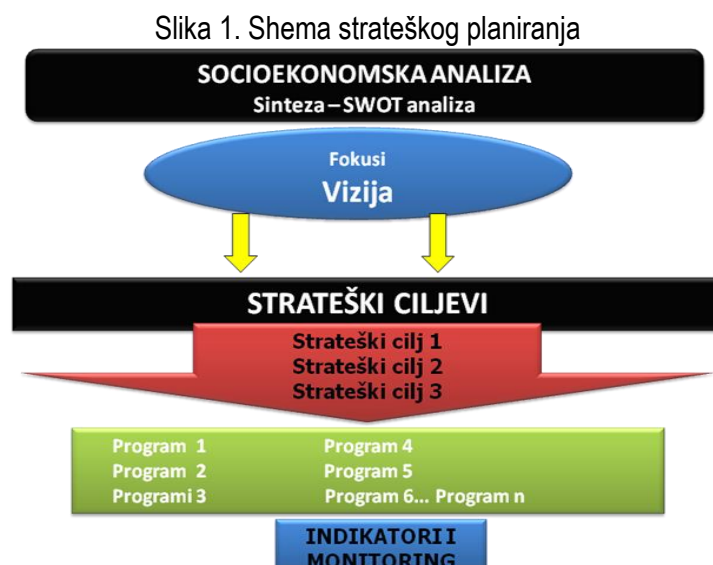 Slika 1. Shema strateškog planiranja
SOCIOEKONOMSKA ANALIZA
Sinteza – SWOT analiza
Fokusi
Vizija
STRATEŠKI CILJEVI
Strateški cilj 1
Strateški cilj 2
Strateški cilj 3
Program 1
Program 2
Programi 3
Program 4
Program 5
Program 6... Program n
INDIKATORI I
MONITORING